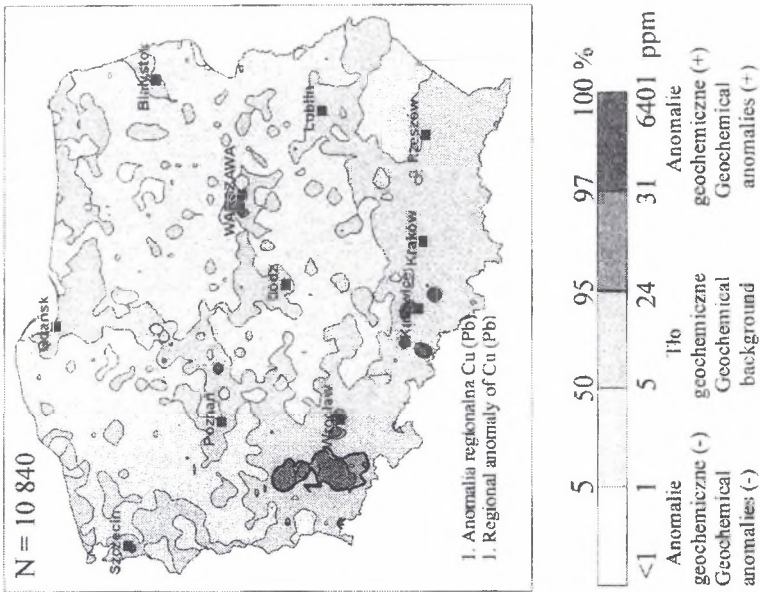 N = 10 840
Gdańsk
Szczecin
Białystok
Poznań
WARSZAWA
Łódź
Lublin
Wrocław
Katowice
Kraków
Rzeszów
1. Anomalia regionalna Cu (Pb)
1. Regional anomaly of Cu (Pb)
5 50 95 97 100 %
<1 1 5 24 31 6401 ppm
Anomalie
geochemiczne (-)
Geochemical
anomalies (-)
Tło
geochemiczne
Geochemical
background
Anomalie
geochemiczne (+)
Geochemical
anomalies (+)